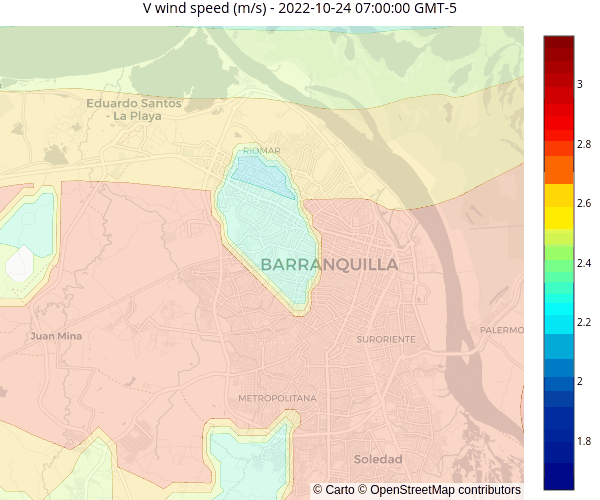 V wind speed (m/s) - 2022-10-24 07:00:00 GMT-5
Eduardo Santos
- La Playa
RIOMAR
BARRANQUILLA
Juan Mina
SURORIENTE
PALERMO
METROPOLITANA
Soledad
© Carto © OpenStreetMap contributors
3
2.8
2.6
2.4
2.2
2
1.8